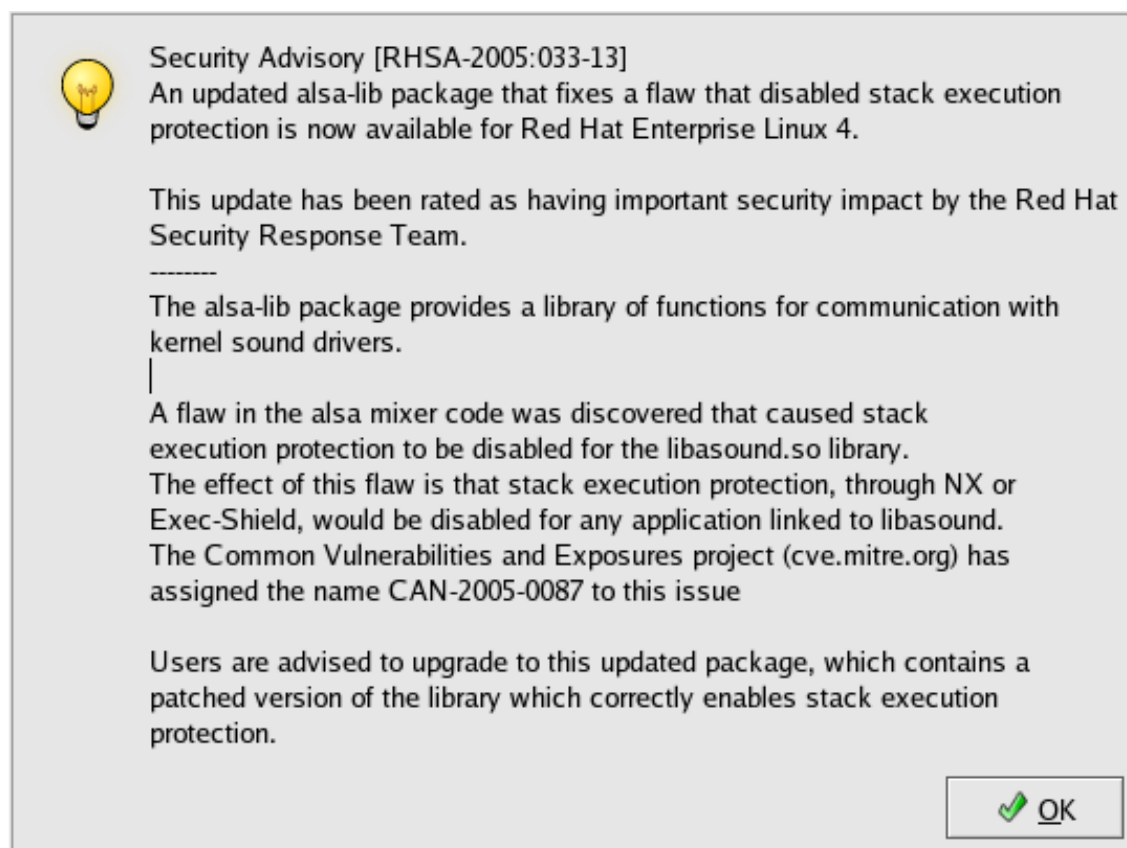 Security Advisory [RHSA-2005:033-13]
An updated alsa-lib package that fixes a flaw that disabled stack execution
protection is now available for Red Hat Enterprise Linux 4.
This update has been rated as having important security impact by the Red Hat
Security Response Team.
--------
The alsa-lib package provides a library of functions for communication with
kernel sound drivers.
A flaw in the alsa mixer code was discovered that caused stack
execution protection to be disabled for the libasound.so library.
The effect of this flaw is that stack execution protection, through NX or
Exec-Shield, would be disabled for any application linked to libasound.
The Common Vulnerabilities and Exposures project (cve.mitre.org) has
assigned the name CAN-2005-0087 to this issue
Users are advised to upgrade to this updated package, which contains a
patched version of the library which correctly enables stack execution
protection.
OK